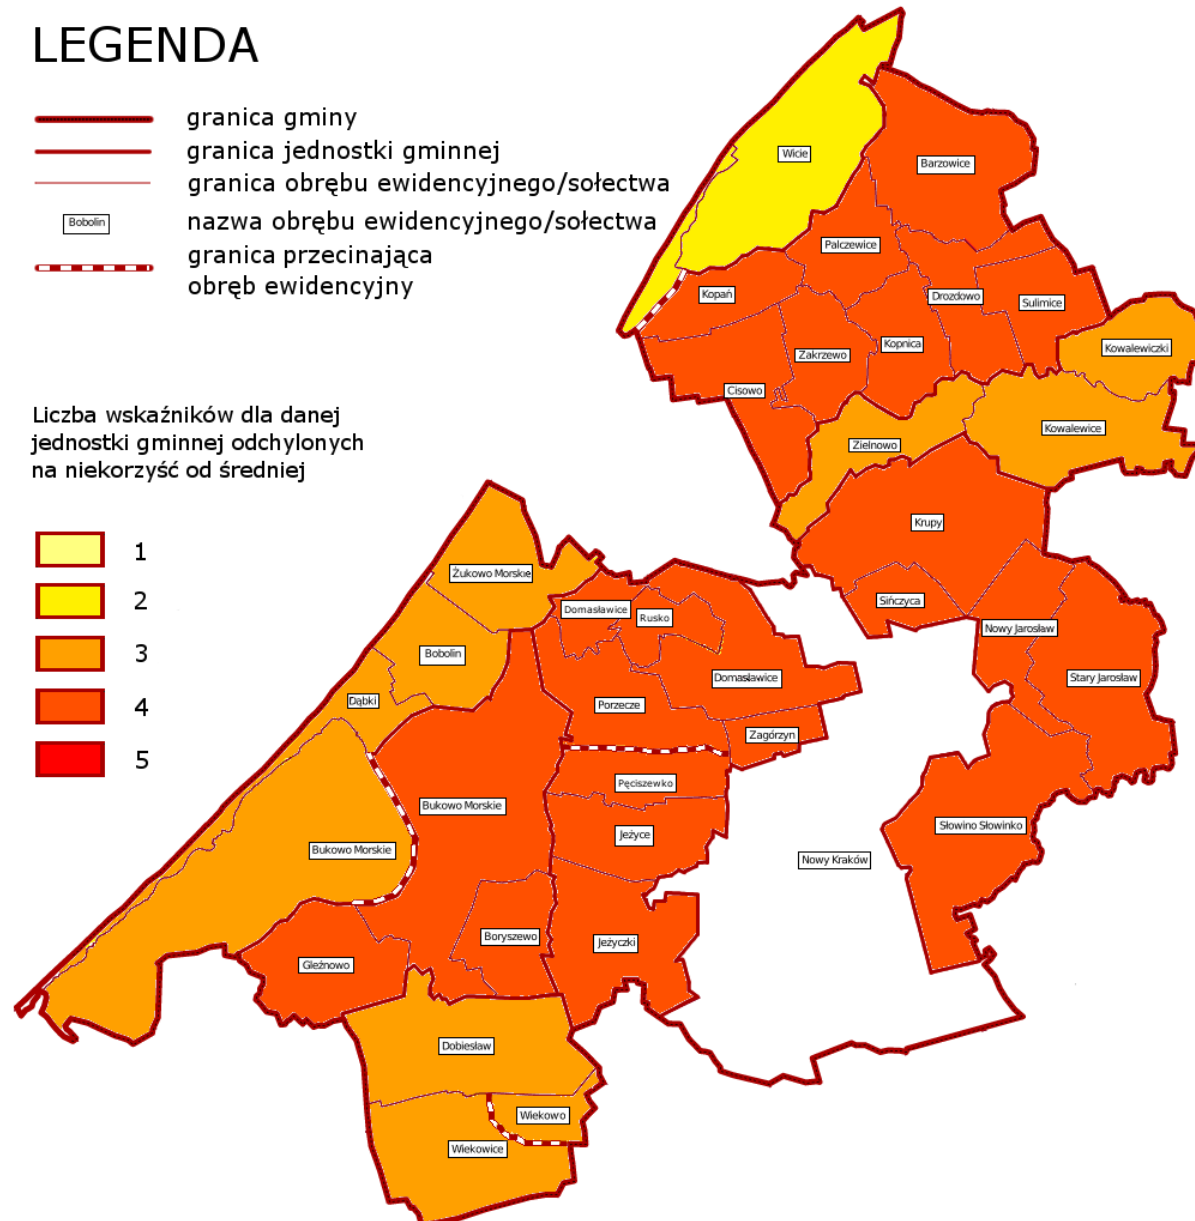 LEGENDA
granica gminy
granica jednostki gminnej
granica obrębu ewidencyjnego/sołectwa
Bobolin
nazwa obrębu ewidencyjnego/sołectwa
granica przecinająca
obręb ewidencyjny
Liczba wskaźników dla danej
jednostki gminnej odchylonych
na niekorzyść od średniej
1
2
3
4
5
Wicie
Barzowice
Palczewice
Kopań
Drozdowo
Sulimice
Kopnica
Zakrzewo
Kowalewiczki
Cisowo
Kowalewice
Zielnowo
Krupy
Żukowo Morskie
Sińczyca
Domasławice
Rusko
Nowy Jarosław
Bobolin
Domasławice
Stary Jarosław
Dąbki
Porzecze
Zagórzyn
Pęciszewko
Bukowo Morskie
Słowino Słowinko
Jeżyce
Bukowo Morskie
Nowy Kraków
Boryszewo
Jeżyczki
Gleźnowo
Dobiesław
Wiekowo
Wiekowice